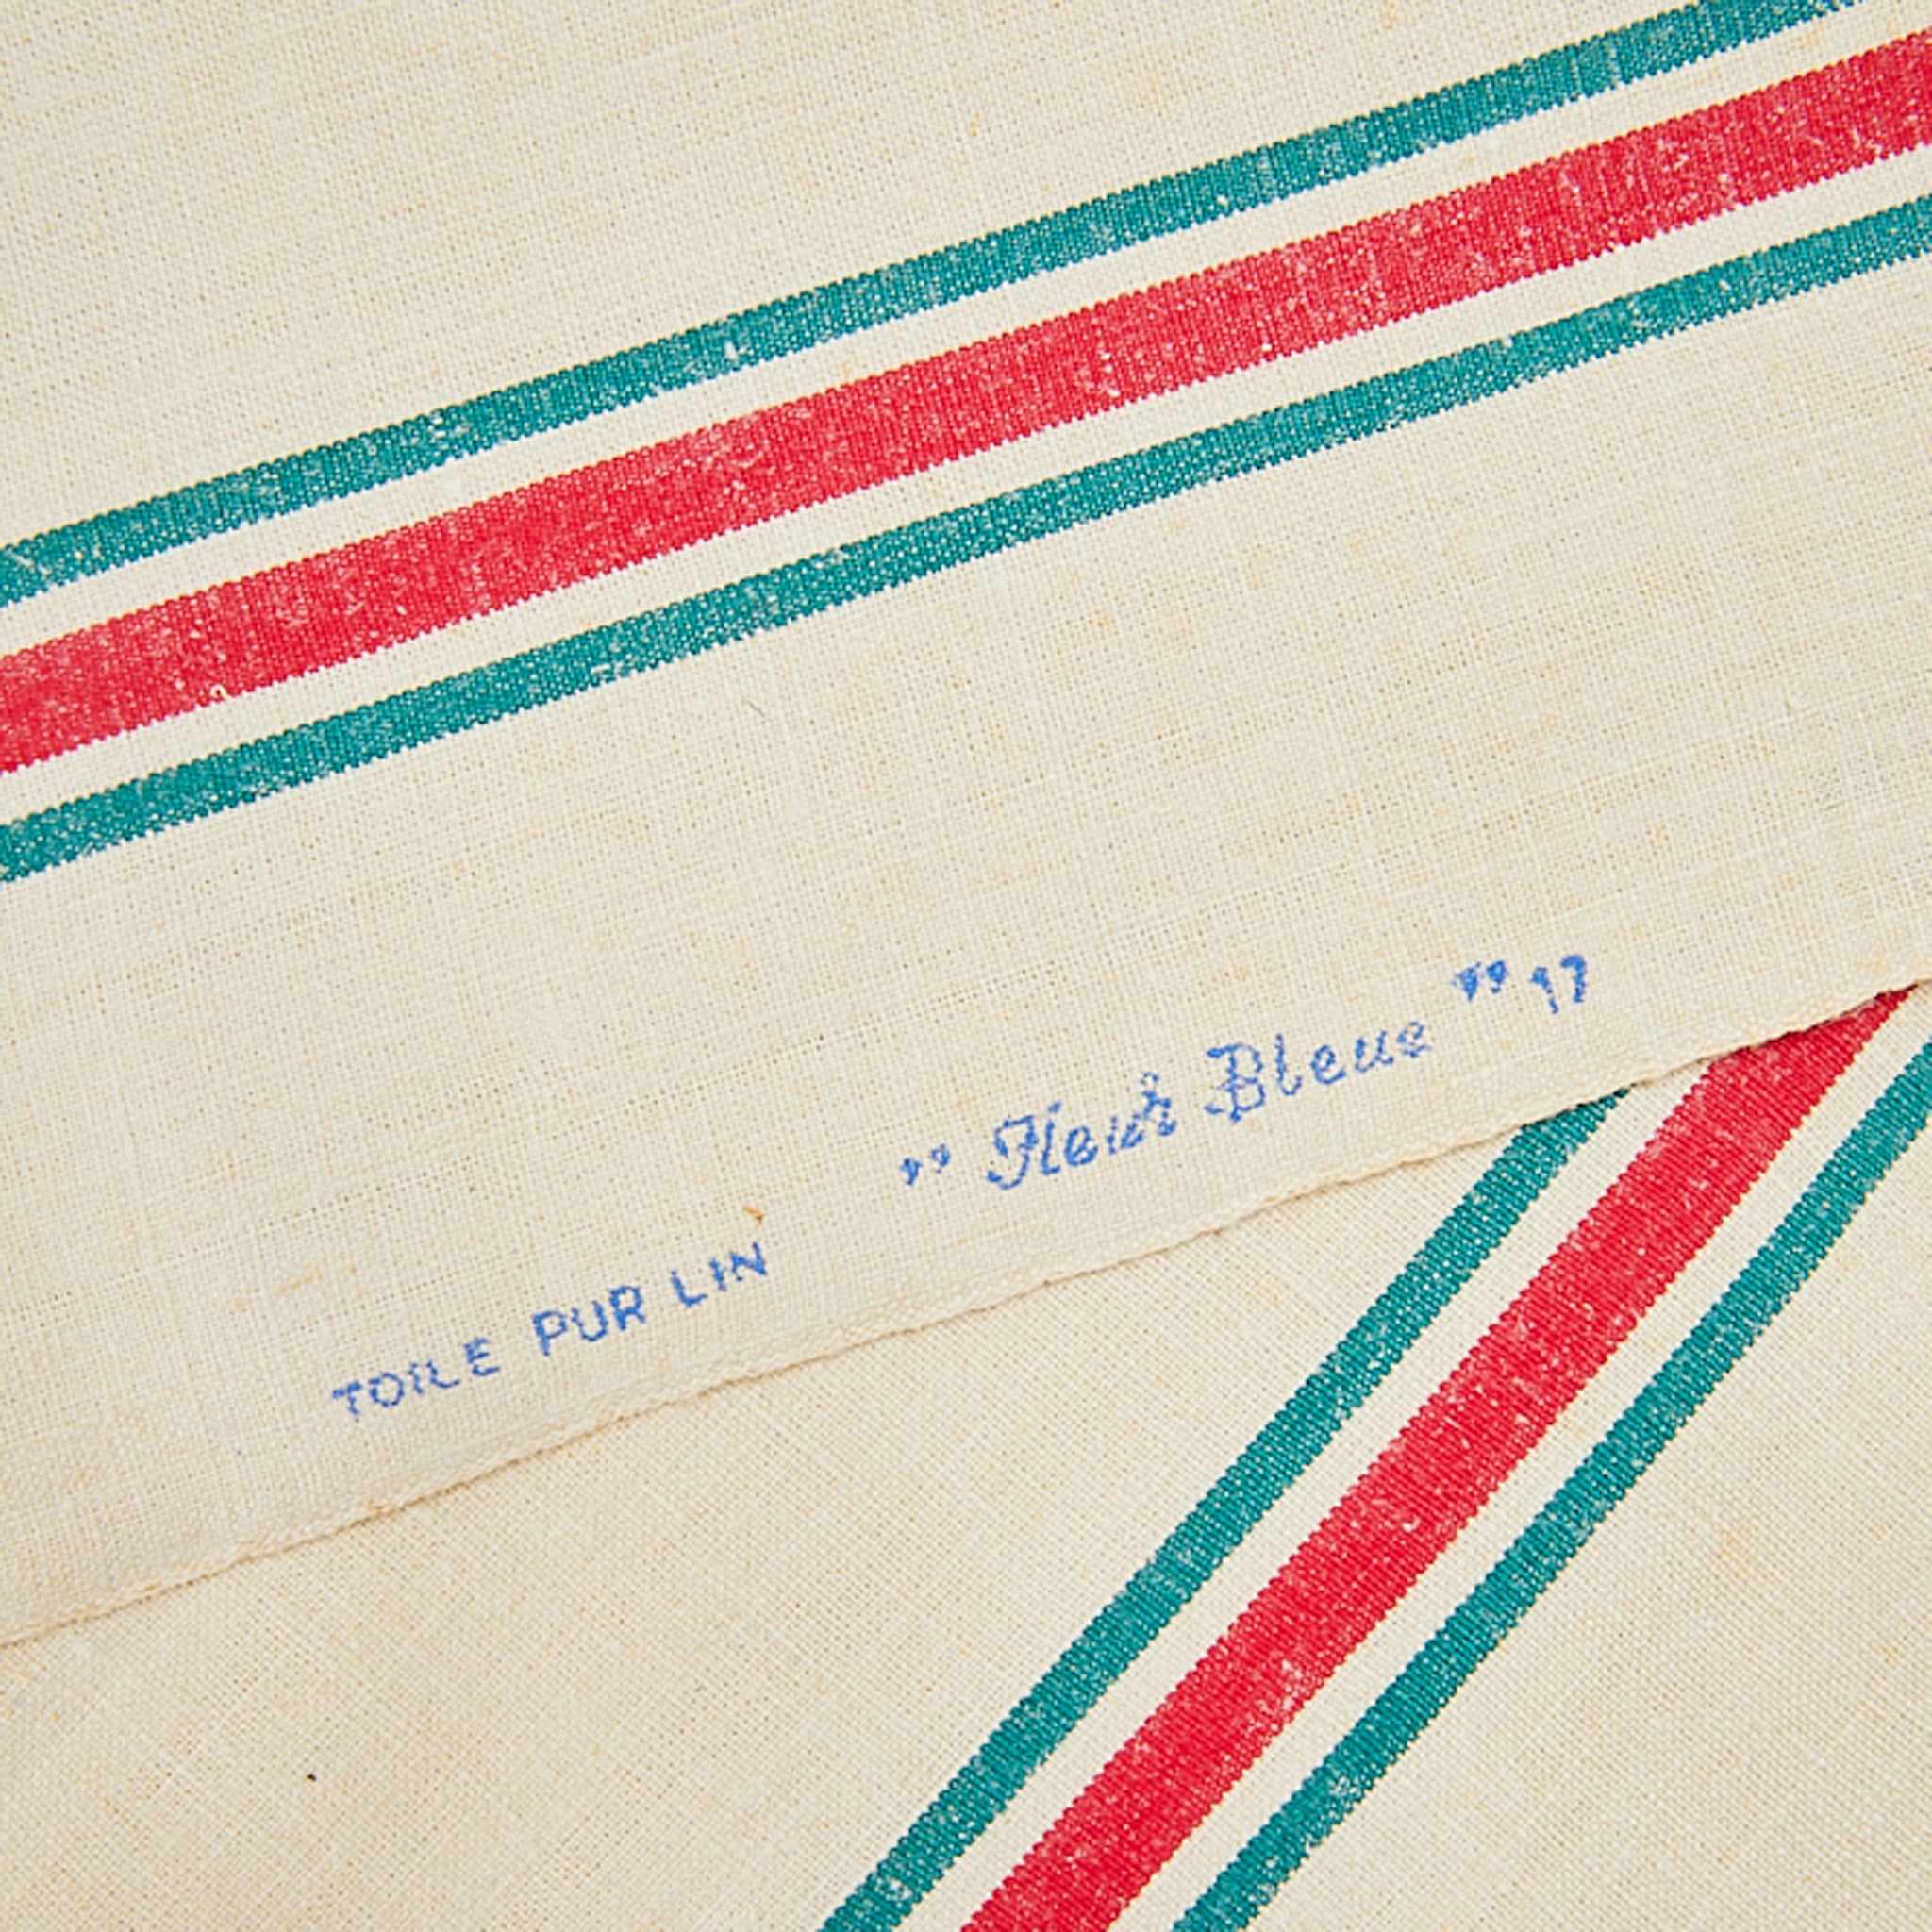 TOILE PUR LIN ,, Fleur Bleue " 17